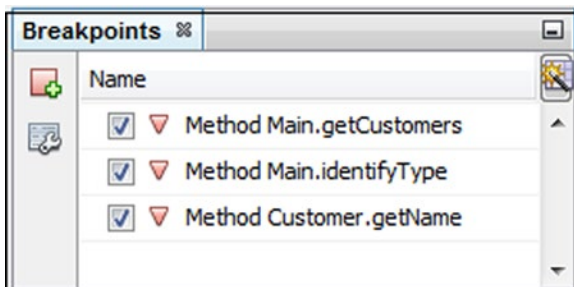 Breakpoints
Name
Method Main.getCustomers
Method Main.identifyType
Method Customer.getName